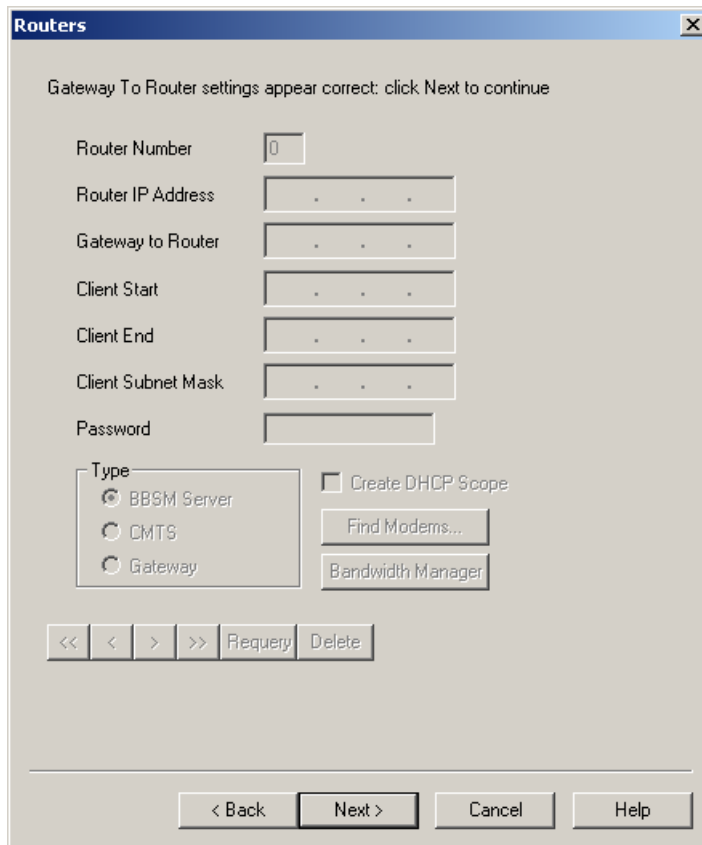 Routers
Gateway To Router settings appear correct: click Next to continue
Router Number 0
Router IP Address . . .
Gateway to Router . . .
Client Start . . .
Client End . . .
Client Subnet Mask . . .
Password
Type
BBSM Server
CMTS
Gateway
Create DHCP Scope
Find Modems...
Bandwidth Manager
<< < > >> Requery Delete
< Back Next > Cancel Help